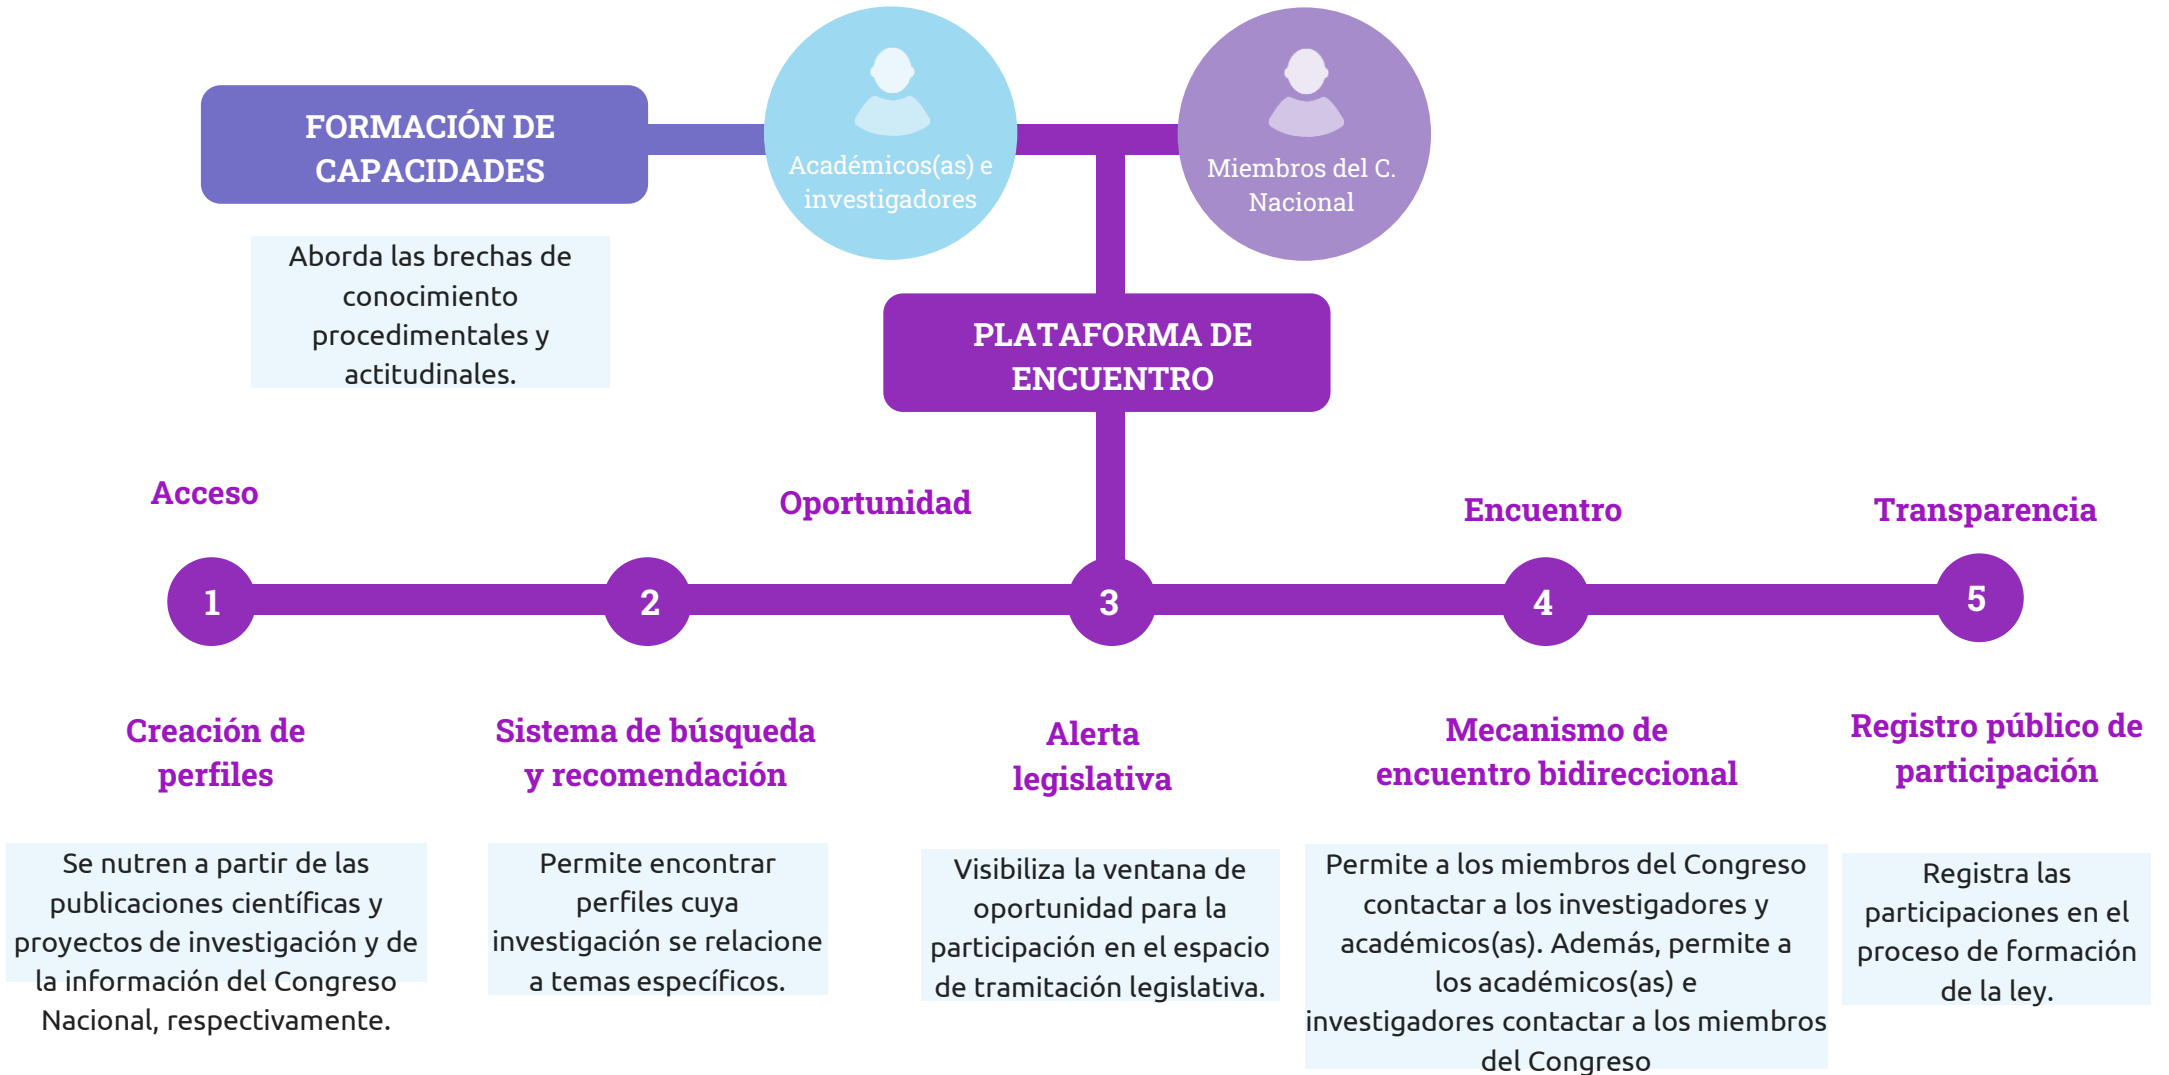 FORMACIÓN DE
CAPACIDADES
Académicos(as) e
investigadores
Miembros del C.
Nacional
Aborda las brechas de
conocimiento
procedimentales y
actitudinales.
PLATAFORMA DE
ENCUENTRO
Acceso
Oportunidad
Encuentro
Transparencia
1
2
3
4
5
Creación de
perfiles
Se nutren a partir de las
publicaciones científicas y
proyectos de investigación y de
la información del Congreso
Nacional, respectivamente.
Sistema de búsqueda
y recomendación
Permite encontrar
perfiles cuya
investigación se relacione
a temas específicos.
Alerta
legislativa
Visibiliza la ventana de
oportunidad para la
participación en el espacio
de tramitación legislativa.
Mecanismo de
encuentro bidireccional
Permite a los miembros del Congreso
contactar a los investigadores y
académicos(as). Además, permite a
los académicos(as) e
investigadores contactar a los miembros
del Congreso
Registro público de
participación
Registra las
participaciones en el
proceso de formación
de la ley.